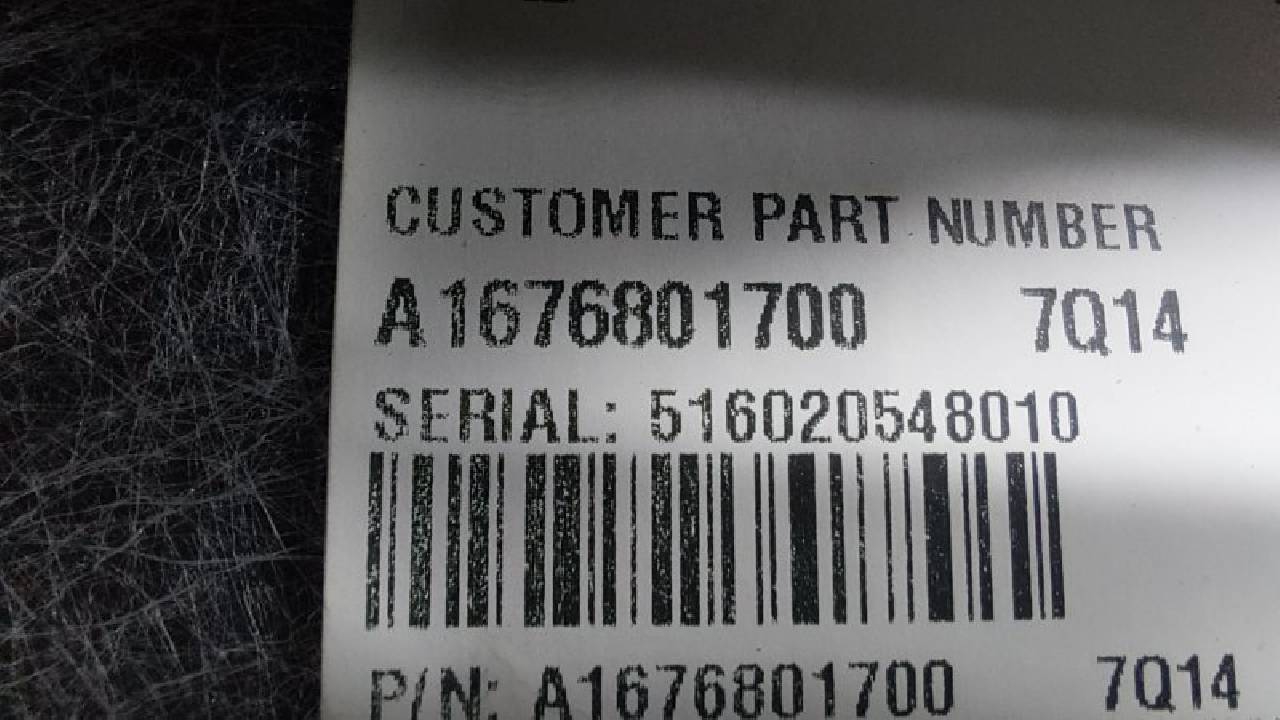 CUSTOMER PART NUMBER
A1676801700 7Q14
SERIAL: 516020548010
P/N: A1676801700 7Q14